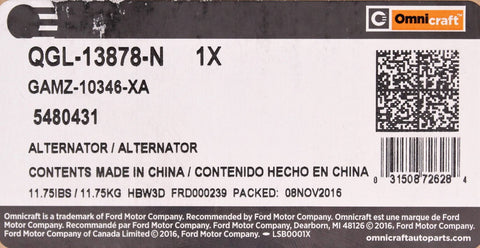 Omnicraft™
QGL-13878-N 1X
GAMZ-10346-XA
5480431
ALTERNATOR / ALTERNATOR
CONTENTS MADE IN CHINA / CONTENIDO HECHO EN CHINA
0 31508 72628 4
11.75lBS / 11.75KG HBW3D FRD000239 PACKED: 08NOV2016
Omnicraft is a trademark of Ford Motor Company. Recommended by Ford Motor Company. Omnicraft est une marque de
Ford Motor Company. Recommandé par Ford Motor Company. © 2016, Ford Motor Company, Dearborn, MI 48126 © 2016, Ford
Motor Company of Canada Limited © 2016, Ford Motor Company. LSB0001X omnicraftautoparts.com